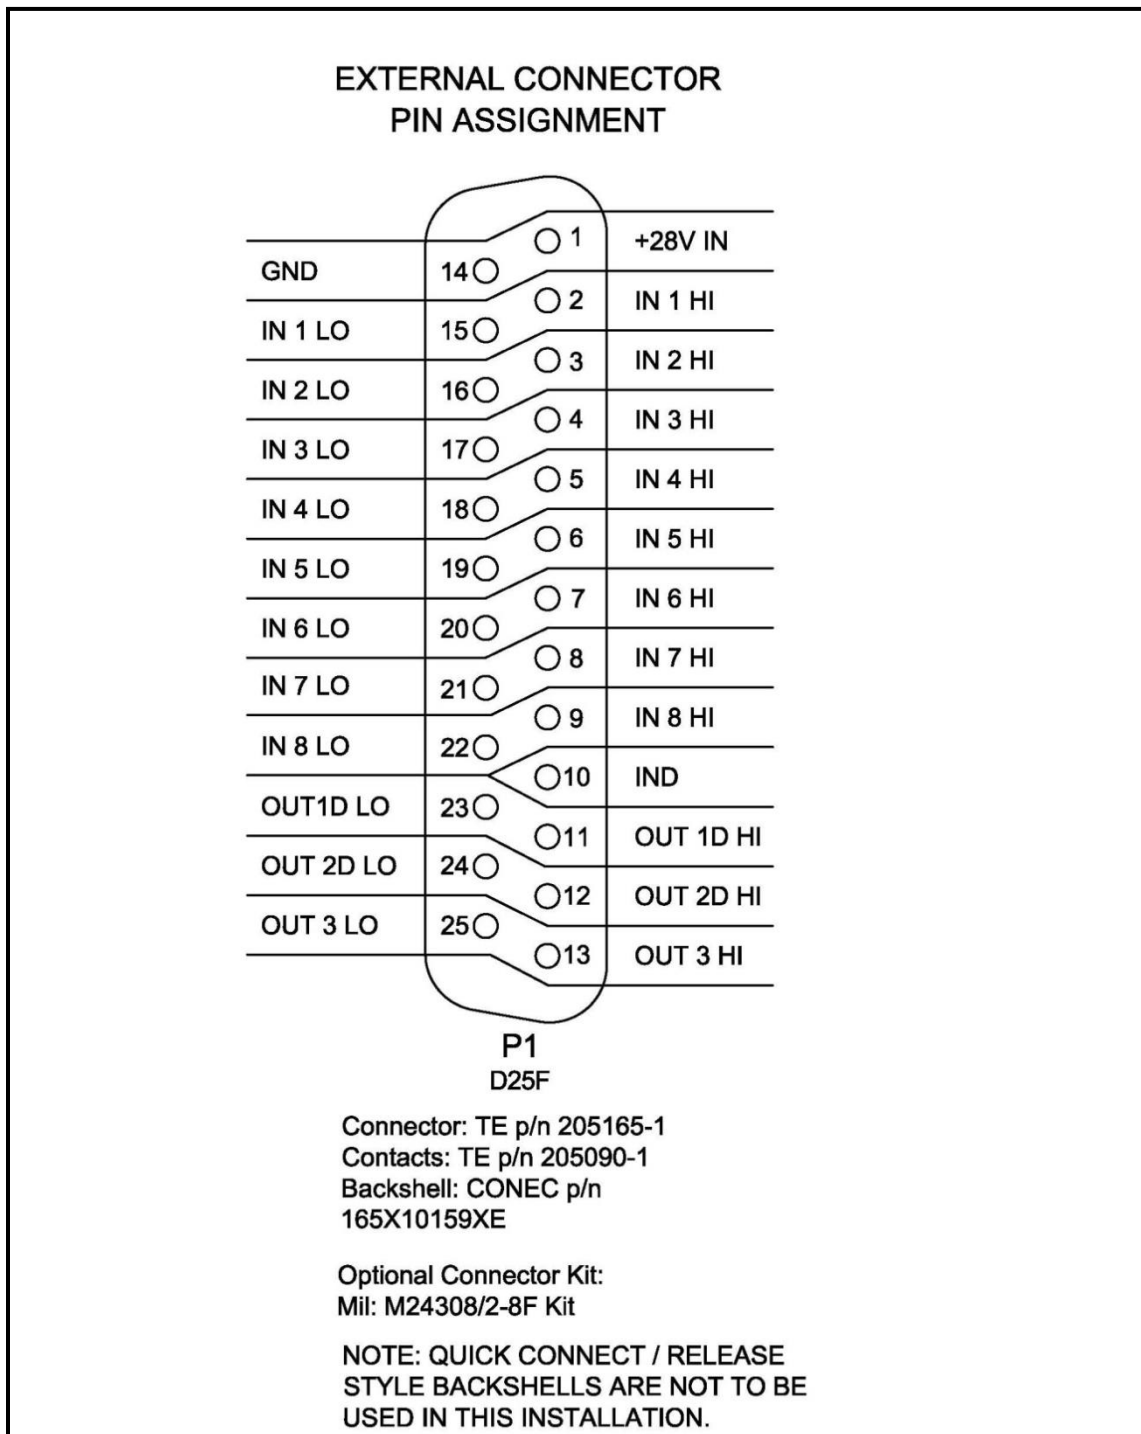 EXTERNAL CONNECTOR
PIN ASSIGNMENT
1 +28V IN
GND 14
2 IN 1 HI
IN 1 LO 15
3 IN 2 HI
IN 2 LO 16
4 IN 3 HI
IN 3 LO 17
5 IN 4 HI
IN 4 LO 18
6 IN 5 HI
IN 5 LO 19
7 IN 6 HI
IN 6 LO 20
8 IN 7 HI
IN 7 LO 21
9 IN 8 HI
IN 8 LO 22
10 IND
OUT1D LO 23
11 OUT 1D HI
OUT 2D LO 24
12 OUT 2D HI
OUT 3 LO 25
13 OUT 3 HI
P1
D25F
Connector: TE p/n 205165-1
Contacts: TE p/n 205090-1
Backshell: CONEC p/n
165X10159XE
Optional Connector Kit:
Mil: M24308/2-8F Kit
NOTE: QUICK CONNECT / RELEASE
STYLE BACKSHELLS ARE NOT TO BE
USED IN THIS INSTALLATION.